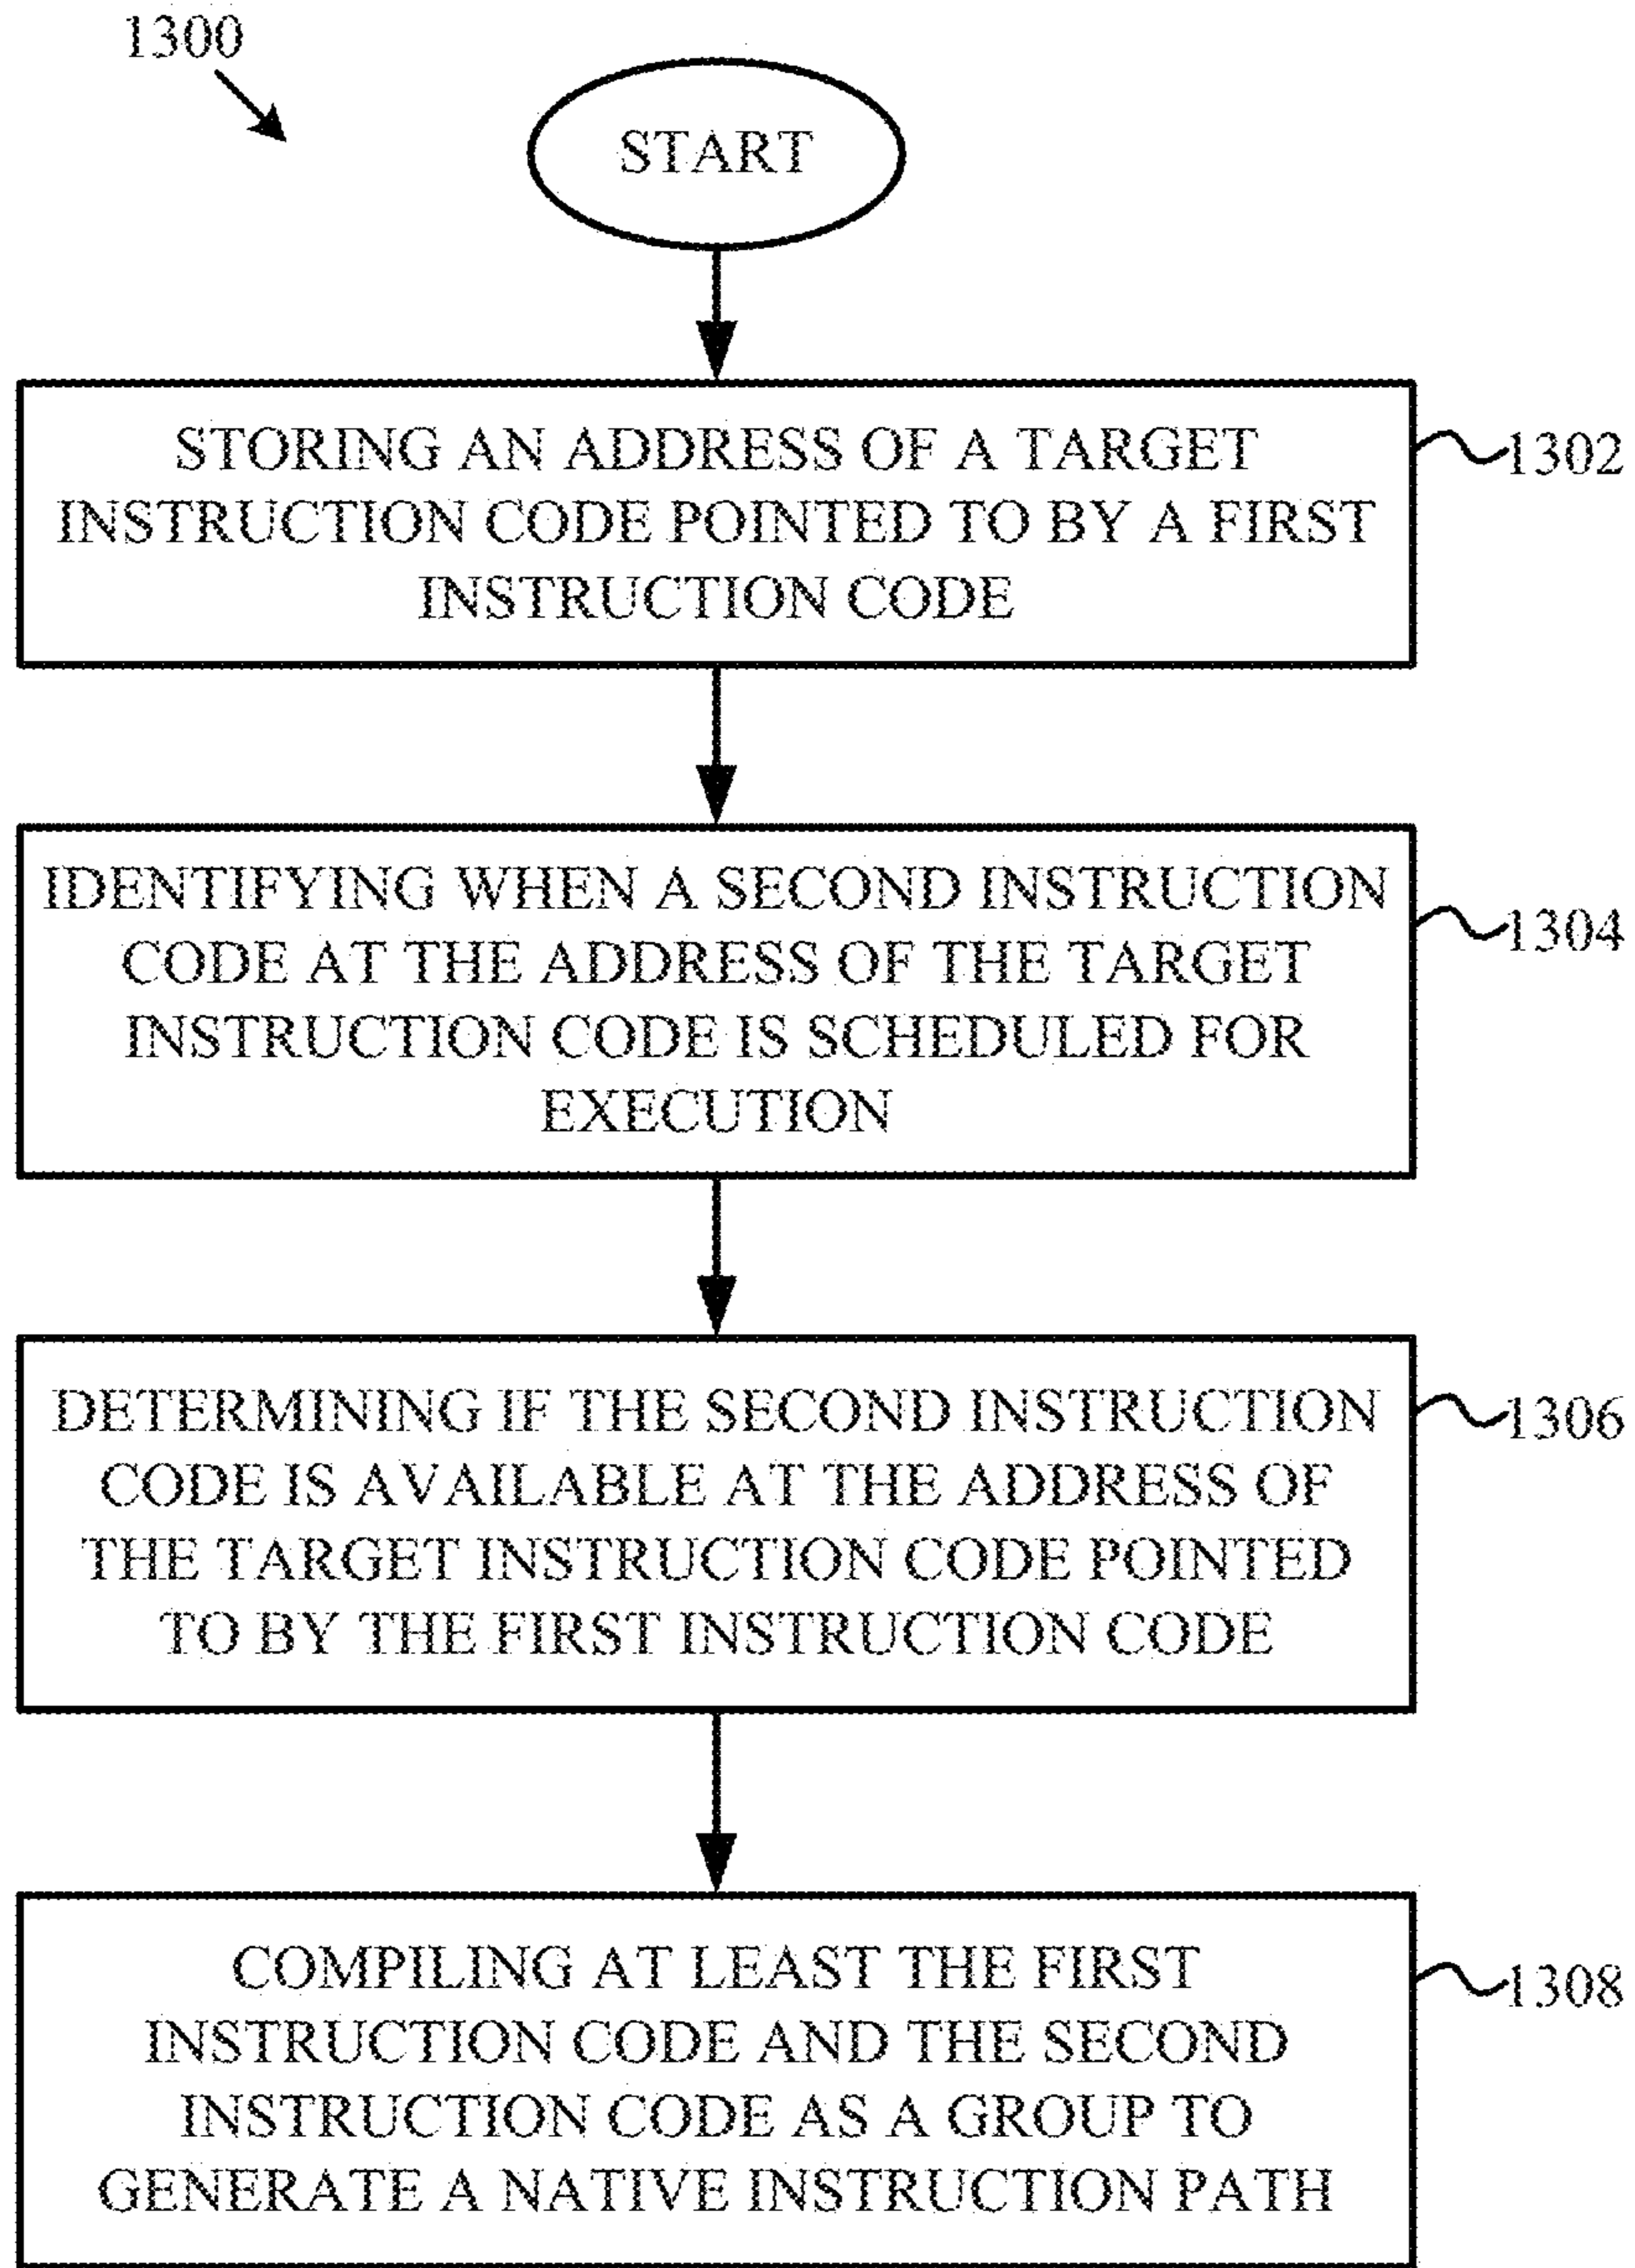 1300
START
STORING AN ADDRESS OF A TARGET
INSTRUCTION CODE POINTED TO BY A FIRST
INSTRUCTION CODE
1302
IDENTIFYING WHEN A SECOND INSTRUCTION
CODE AT THE ADDRESS OF THE TARGET
INSTRUCTION CODE IS SCHEDULED FOR
EXECUTION
1304
DETERMINING IF THE SECOND INSTRUCTION
CODE IS AVAILABLE AT THE ADDRESS OF
THE TARGET INSTRUCTION CODE POINTED
TO BY THE FIRST INSTRUCTION CODE
1306
COMPILING AT LEAST THE FIRST
INSTRUCTION CODE AND THE SECOND
INSTRUCTION CODE AS A GROUP TO
GENERATE A NATIVE INSTRUCTION PATH
1308